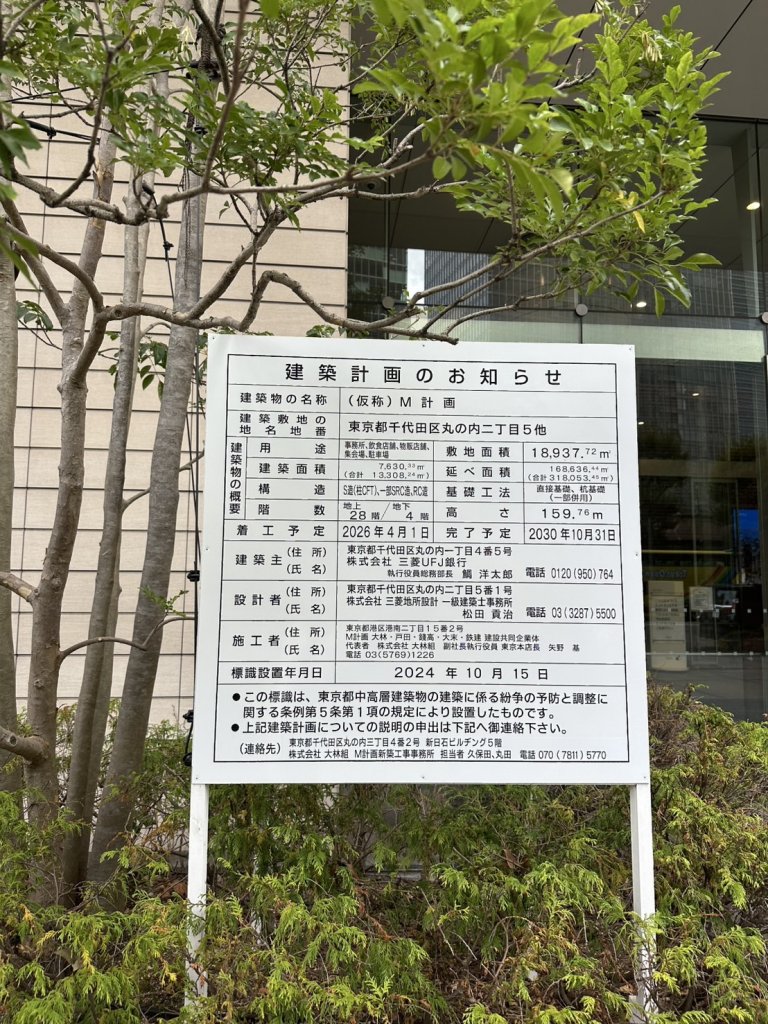 建築計画のお知らせ
建築物の名称 (仮称)M 計 画
建築敷地の
地名地番 東京都千代田区丸の内二丁目5他
建築物の概要
用途 事務所、飲食店舗、物販店舗、
集会場、駐車場
敷地面積 18,937.72㎡
建築面積 7,630.33㎡
(合計 13,308.24㎡)
延べ面積 168,636.44㎡
(合計318,053.45㎡)
構造 S造(柱CFT)、一部SRC造、RC造
基礎工法 直接基礎、杭基礎
(一部併用)
階数 地上28階/地下4階
高さ 159.76m
着工予定 2026年4月1日 完了予定 2030年10月31日
建築主 (住所) 東京都千代田区丸の内一丁目4番5号
(氏名) 株式会社 三菱UFJ銀行
執行役員総務部長 鯛 洋太郎 電話 0120(950)764
設計者 (住所) 東京都千代田区丸の内二丁目5番1号
(氏名) 株式会社 三菱地所設計 一級建築士事務所
松田 貢治 電話 03(3287)5500
施工者 (住所) 東京都港区港南二丁目15番2号
(氏名) M計画 大林・戸田・錢高・大末・鉄建 建設共同企業体
代表者 株式会社 大林組 副社長執行役員 東京本店長 矢野 基
電話 03(5769)1226
標識設置年月日 2024 年 10 月 15 日
●この標識は、東京都中高層建築物の建築に係る紛争の予防と調整に
関する条例第5条第1項の規定により設置したものです。
●上記建築計画についての説明の申出は下記へ御連絡下さい。
(連絡先) 東京都千代田区丸の内三丁目4番2号 新日石ビルヂング5階
株式会社 大林組 M計画新築工事事務所 担当者 久保田、丸田 電話 070(7811)5770